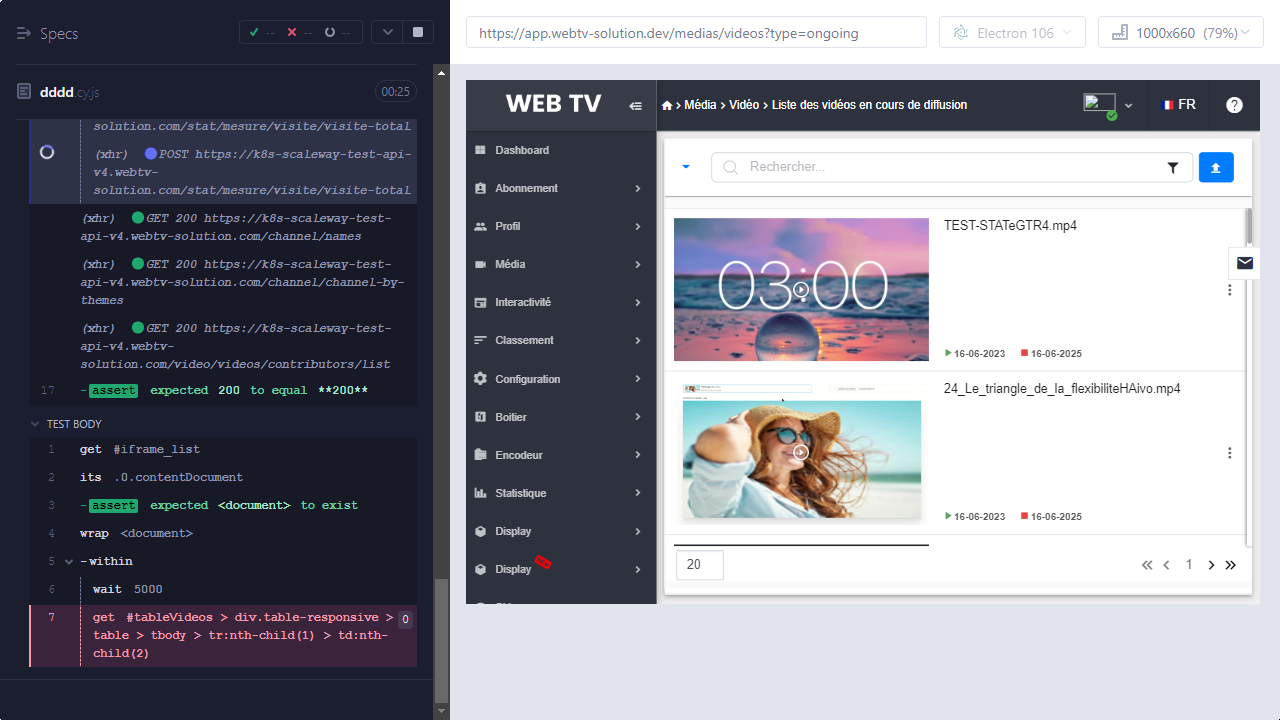 Specs
--
--
--
https://app.webtv-solution.dev/medias/videos?type=ongoing
Electron 106
1000x660 (79%)
dddd.cy.js
00:25
solution.com/stat/mesure/visite/visite-total
(xhr) POST https://k8s-scaleway-test-api-
v4.webtv-
solution.com/stat/mesure/visite/visite-total
(xhr) GET 200 https://k8s-scaleway-test-
api-v4.webtv-solution.com/channel/names
(xhr) GET 200 https://k8s-scaleway-test-
api-v4.webtv-solution.com/channel/channel-by-
themes
(xhr) GET 200 https://k8s-scaleway-test-
api-v4.webtv-
solution.com/video/videos/contributors/list
17 -assert expected 200 to equal **200**
TEST BODY
1 get #iframe_list
2 its .0.contentDocument
3 -assert expected <document> to exist
4 wrap <document>
5 -within
6 wait 5000
7 get #tableVideos > div.table-responsive >
table > tbody > tr:nth-child(1) > td:nth-
child(2)
0
WEB TV
Média > Vidéo > Liste des vidéos en cours de diffusion
FR
Dashboard
Abonnement
Profil
Média
Interactivité
Classement
Configuration
Boitier
Encodeur
Statistique
Display
Display
Rechercher...
03:00
TEST-STATeGTR4.mp4
16-06-2023 16-06-2025
24_Le_triangle_de_la_flexibiliteHAivo.mp4
16-06-2023 16-06-2025
20
1